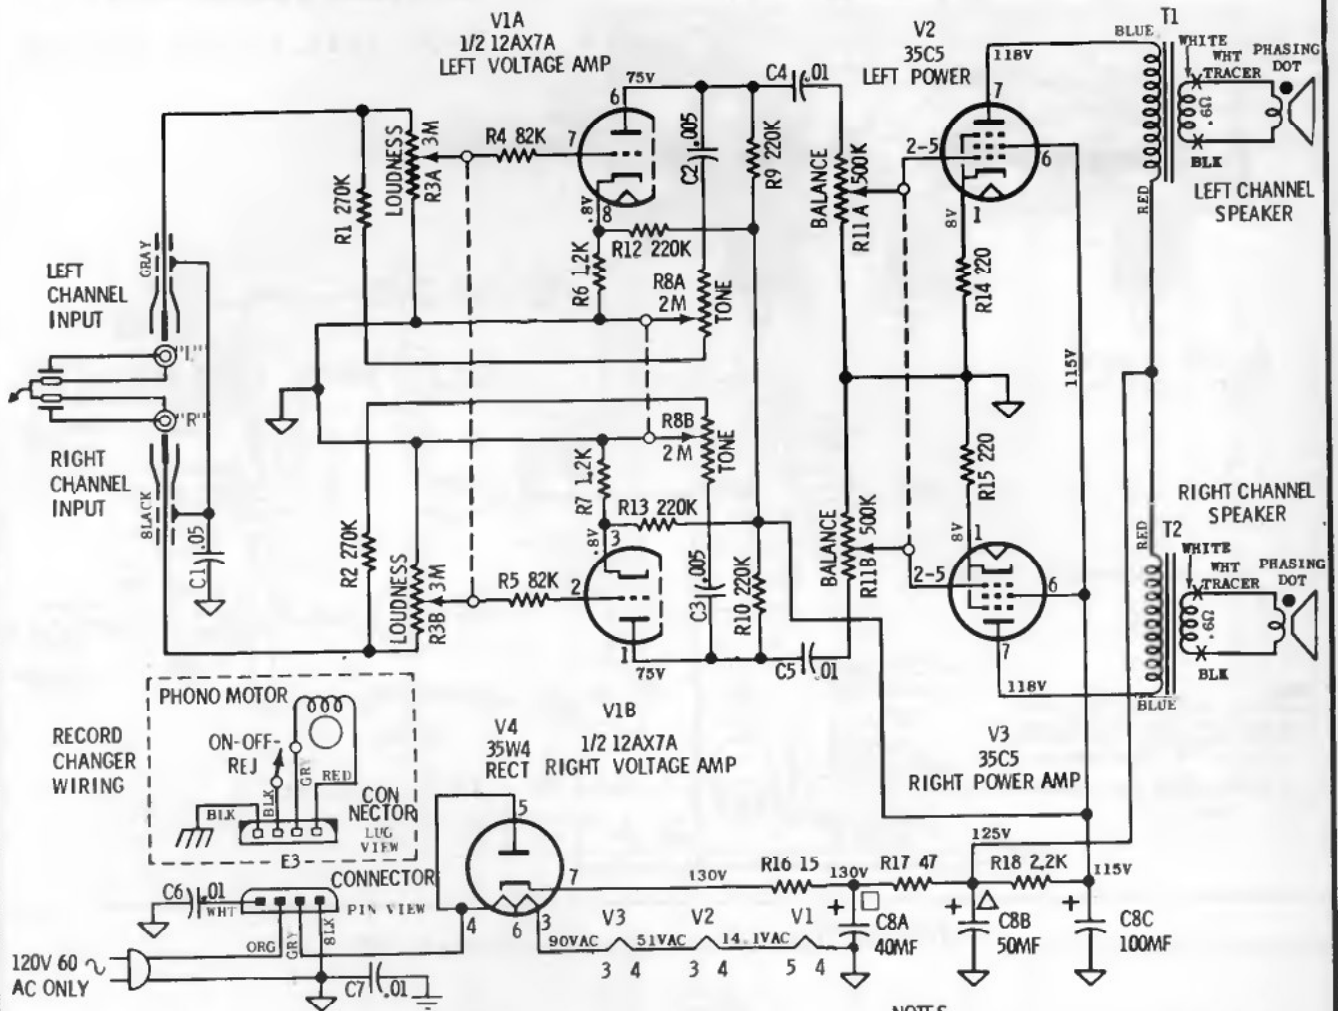 V1A
1/2 12AX7A
LEFT VOLTAGE AMP
V2
35C5
LEFT POWER
118V
BLUE
T1
WHITE
WHT
TRACER
PHASING
DOT
.6Ω
BLK
LEFT CHANNEL
SPEAKER
RED
75V
6
C4 .01
7
2-5
6
8V
1
R14 220
115V
LOUDNESS
R3A 3M
R4 82K
7
.8V
8
R1 270K
C2 .005
R9 220K
R12 220K
R6 1.2K
R8A
2M
TONE
BALANCE
R11A 500K
GRAY
LEFT
CHANNEL
INPUT
"L"
"R"
RIGHT
CHANNEL
INPUT
BLACK
C1 .05
R2 270K
LOUDNESS
R3B 3M
R5 82K
2
R7 1.2K
R8B
2M
TONE
R13 220K
.8V
3
C3 .005
R10 220K
1
75V
C5 .01
BALANCE
R11B 500K
R15 220
8V
1
2-5
6
7
118V
RED
RIGHT CHANNEL
SPEAKER
T2
WHITE
WHT
TRACER
PHASING
DOT
.6Ω
BLK
BLUE
V3
35C5
RIGHT POWER AMP
V1B
1/2 12AX7A
RIGHT VOLTAGE AMP
V4
35W4
RECT
RECORD
CHANGER
WIRING
PHONO MOTOR
ON-OFF-
REJ
BLK
BLK
GRY
RED
CON
NECTOR
LUG
VIEW
E3
CONNECTOR
PIN VIEW
C6 .01
WHT
ORG
GRY
BLK
120V 60
AC ONLY
C7 .01
5
7
4
6
3
130V
R16 15
130V
R17 47
125V
R18 2.2K
115V
90VAC
V3
51VAC
V2
14.1VAC
V1
3 4
3 4
5 4
+
C8A
40MF
+
C8B
50MF
+
C8C
100MF
NOTES